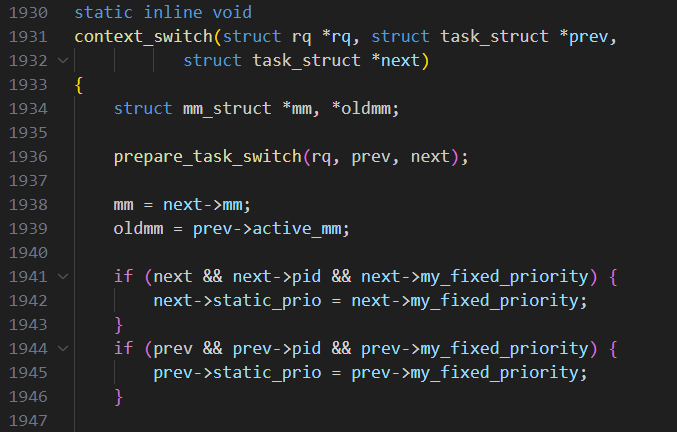 1930 static inline void
1931 context_switch(struct rq *rq, struct task_struct *prev,
1932 struct task_struct *next)
1933 {
1934 struct mm_struct *mm, *oldmm;
1935
1936 prepare_task_switch(rq, prev, next);
1937
1938 mm = next->mm;
1939 oldmm = prev->active_mm;
1940
1941 if (next && next->pid && next->my_fixed_priority) {
1942 next->static_prio = next->my_fixed_priority;
1943 }
1944 if (prev && prev->pid && prev->my_fixed_priority) {
1945 prev->static_prio = prev->my_fixed_priority;
1946 }
1947